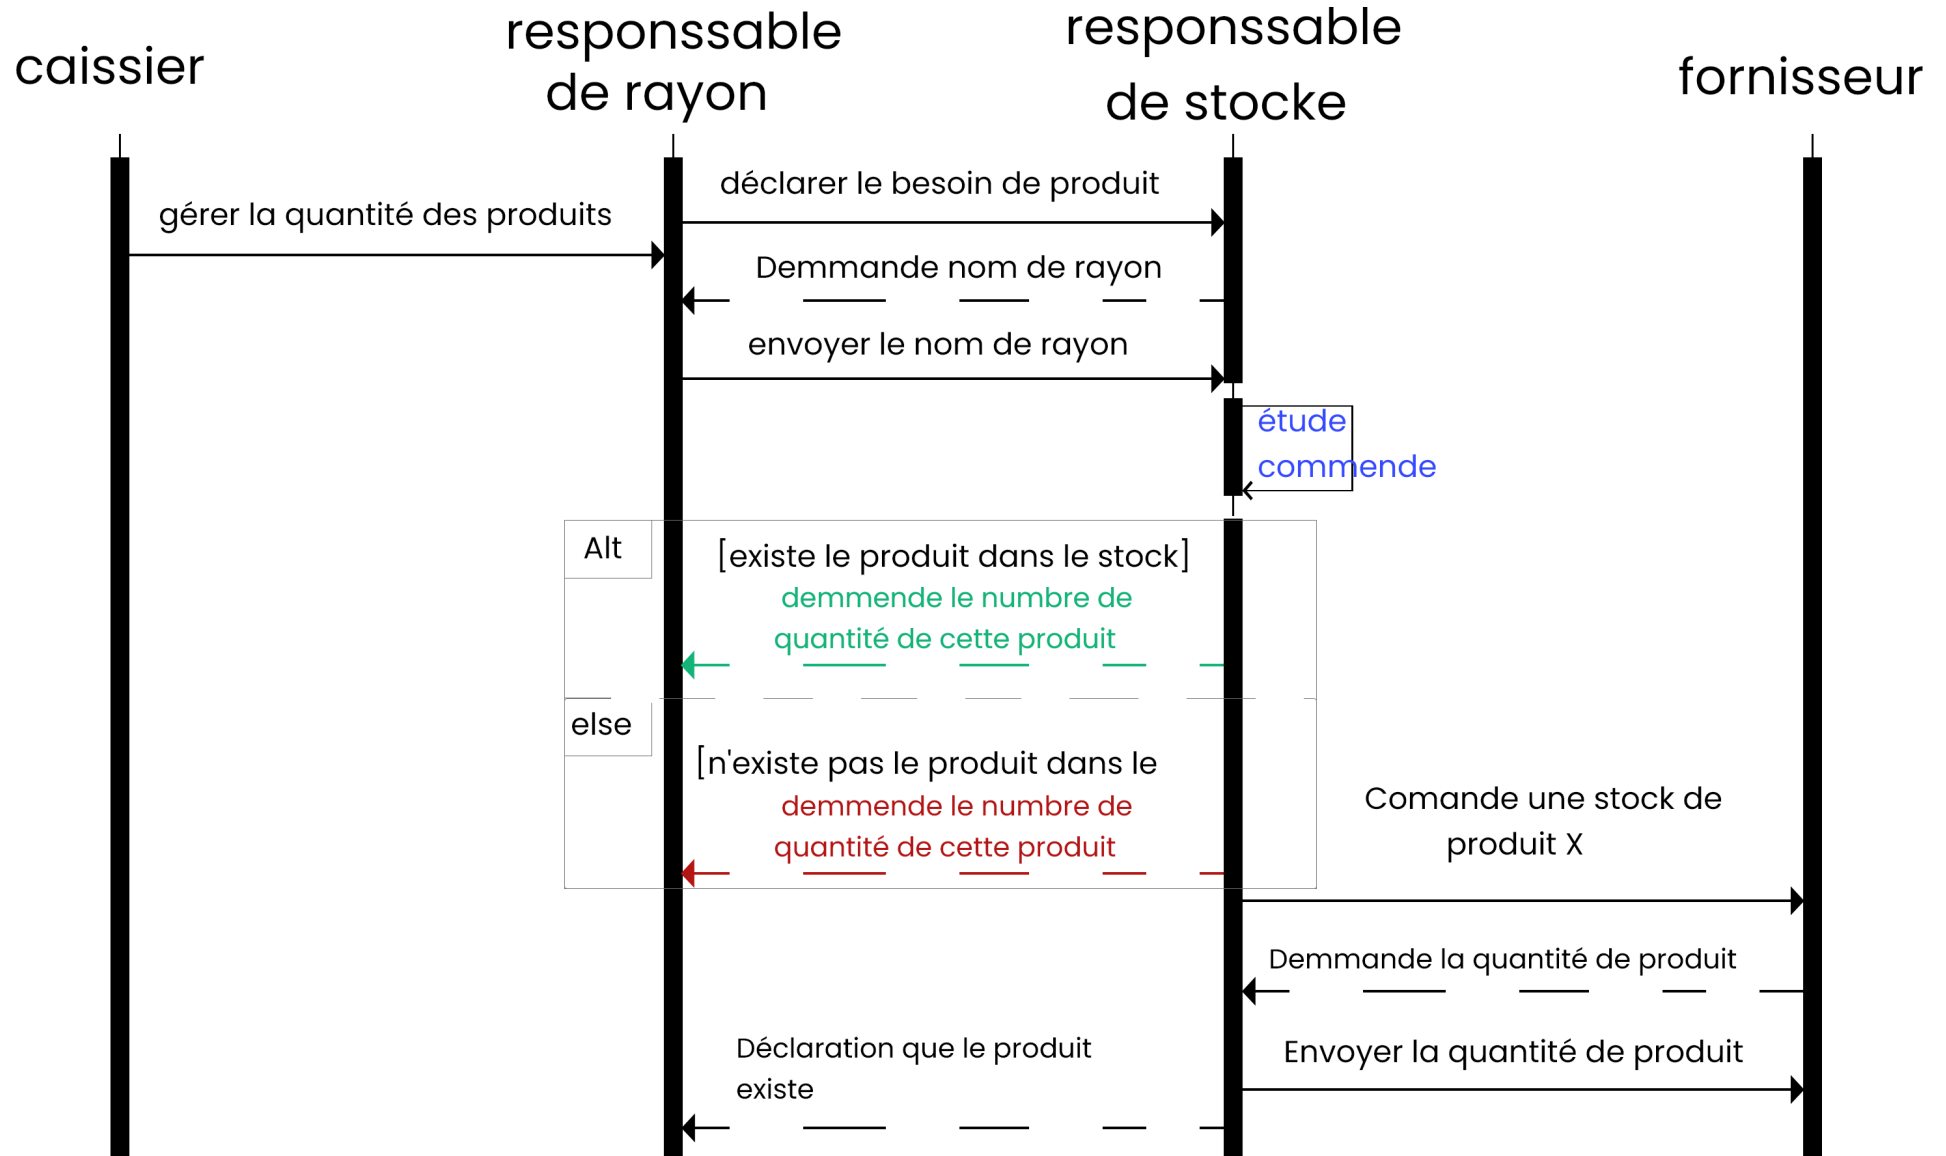 caissier
responssable
de rayon
responssable
de stocke
fornisseur
gérer la quantité des produits
déclarer le besoin de produit
Demmande nom de rayon
envoyer le nom de rayon
étude
commende
Alt
[existe le produit dans le stock]
demmende le numbre de
quantité de cette produit
else
[n'existe pas le produit dans le
demmende le numbre de
quantité de cette produit
Comande une stock de
produit X
Demmande la quantité de produit
Envoyer la quantité de produit
Déclaration que le produit
existe